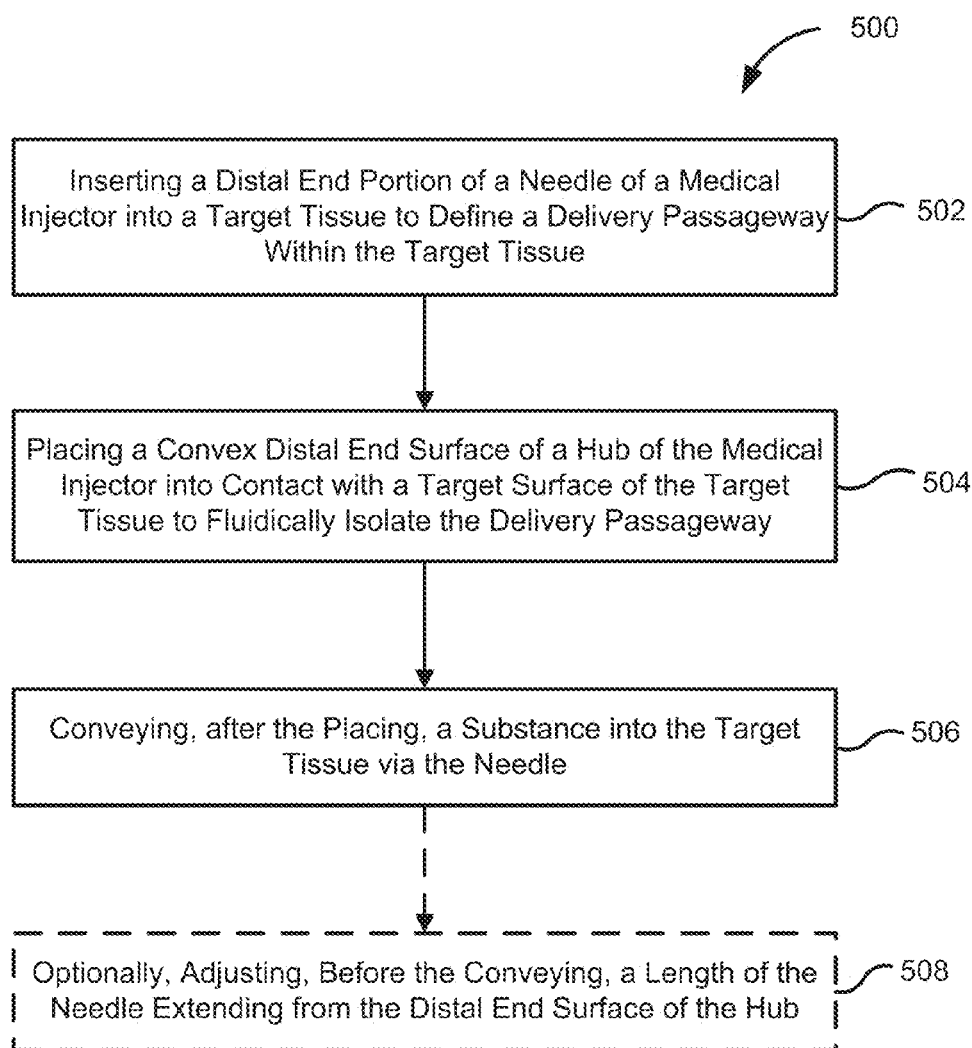 500
Inserting a Distal End Portion of a Needle of a Medical
Injector into a Target Tissue to Define a Delivery Passageway
Within the Target Tissue
502
Placing a Convex Distal End Surface of a Hub of the Medical
Injector into Contact with a Target Surface of the Target
Tissue to Fluidically Isolate the Delivery Passageway
504
Conveying, after the Placing, a Substance into the Target
Tissue via the Needle
506
Optionally, Adjusting, Before the Conveying, a Length of the
Needle Extending from the Distal End Surface of the Hub
508